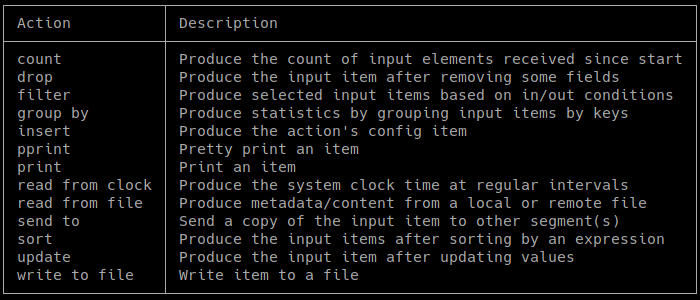 Action Description
count Produce the count of input elements received since start
drop Produce the input item after removing some fields
filter Produce selected input items based on in/out conditions
group by Produce statistics by grouping input items by keys
insert Produce the action's config item
pprint Pretty print an item
print Print an item
read from clock Produce the system clock time at regular intervals
read from file Produce metadata/content from a local or remote file
send to Send a copy of the input item to other segment(s)
sort Produce the input items after sorting by an expression
update Produce the input item after updating values
write to file Write item to a file